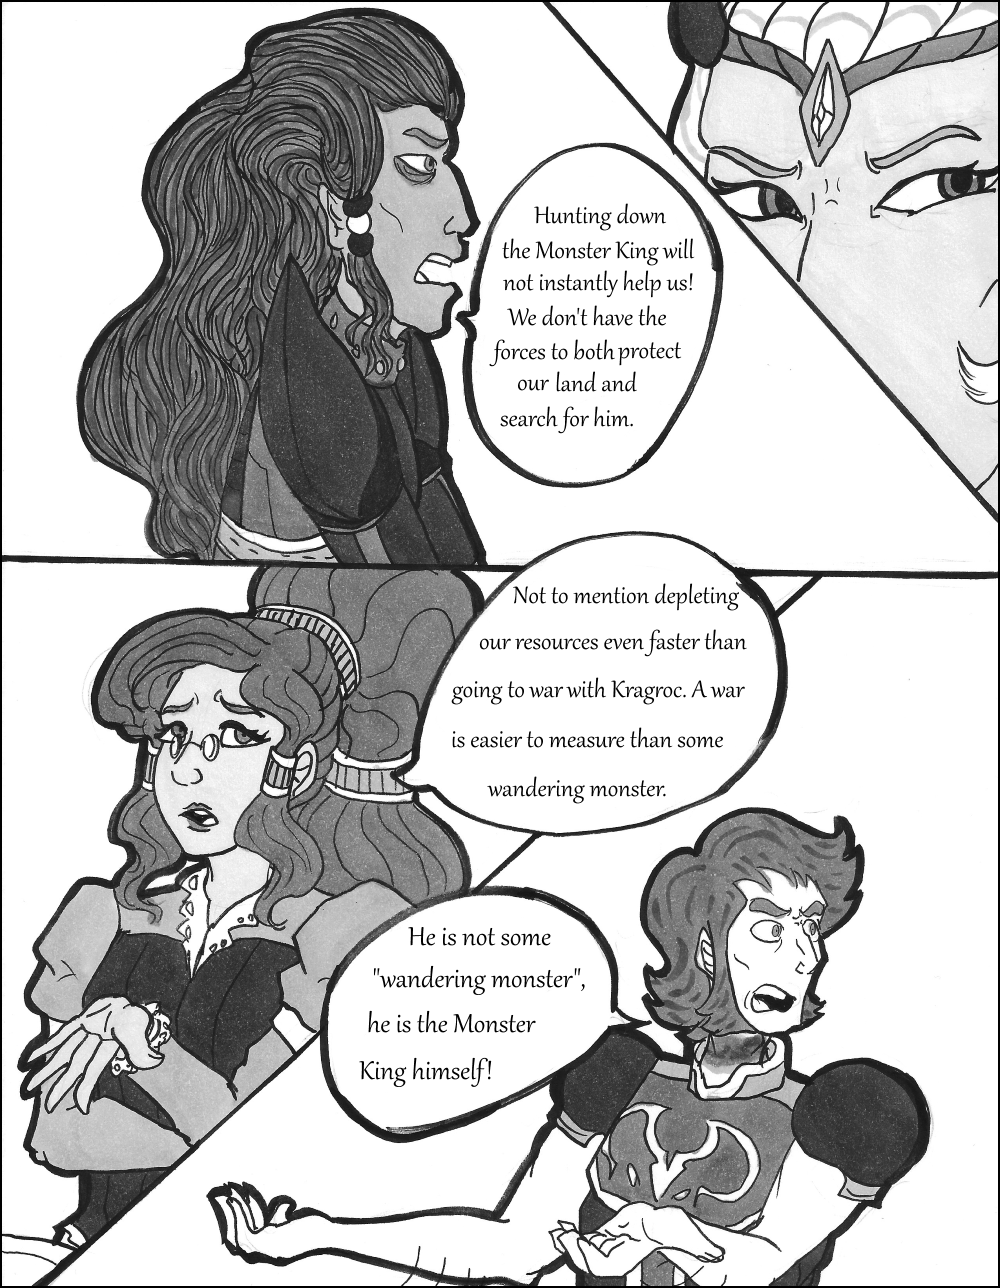 Hunting down
the Monster King will
not instantly help us!
We don't have the
forces to both protect
our land and
search for him.
Not to mention depleting
our resources even faster than
going to war with Kragroc. A war
is easier to measure than some
wandering monster.
He is not some
"wandering monster",
he is the Monster
King himself!